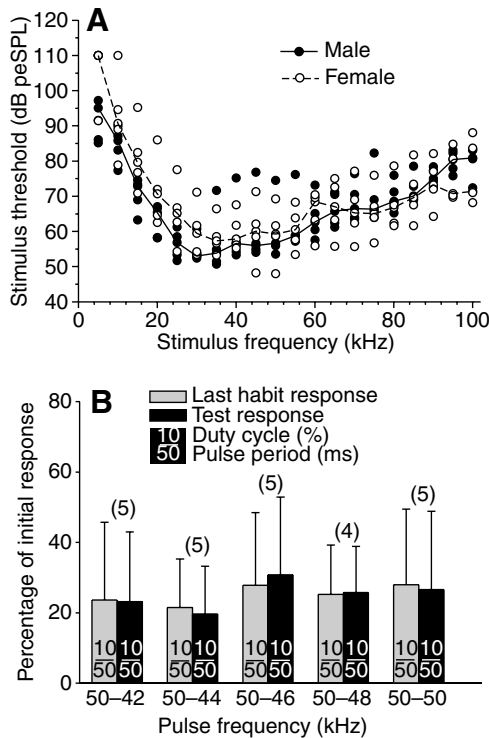 A
120
110
100
90
80
70
60
50
40
Stimulus threshold (dB peSPL)
Male
Female
0 20 40 60 80 100
Stimulus frequency (kHz)
B
80
60
40
20
0
Percentage of initial response
Last habit response
Test response
10 Duty cycle (%)
50 Pulse period (ms)
(5) (5) (5) (4) (5)
10 10 10 10 10 10 10 10 10 10
50 50 50 50 50 50 50 50 50 50
50–42 50–44 50–46 50–48 50–50
Pulse frequency (kHz)